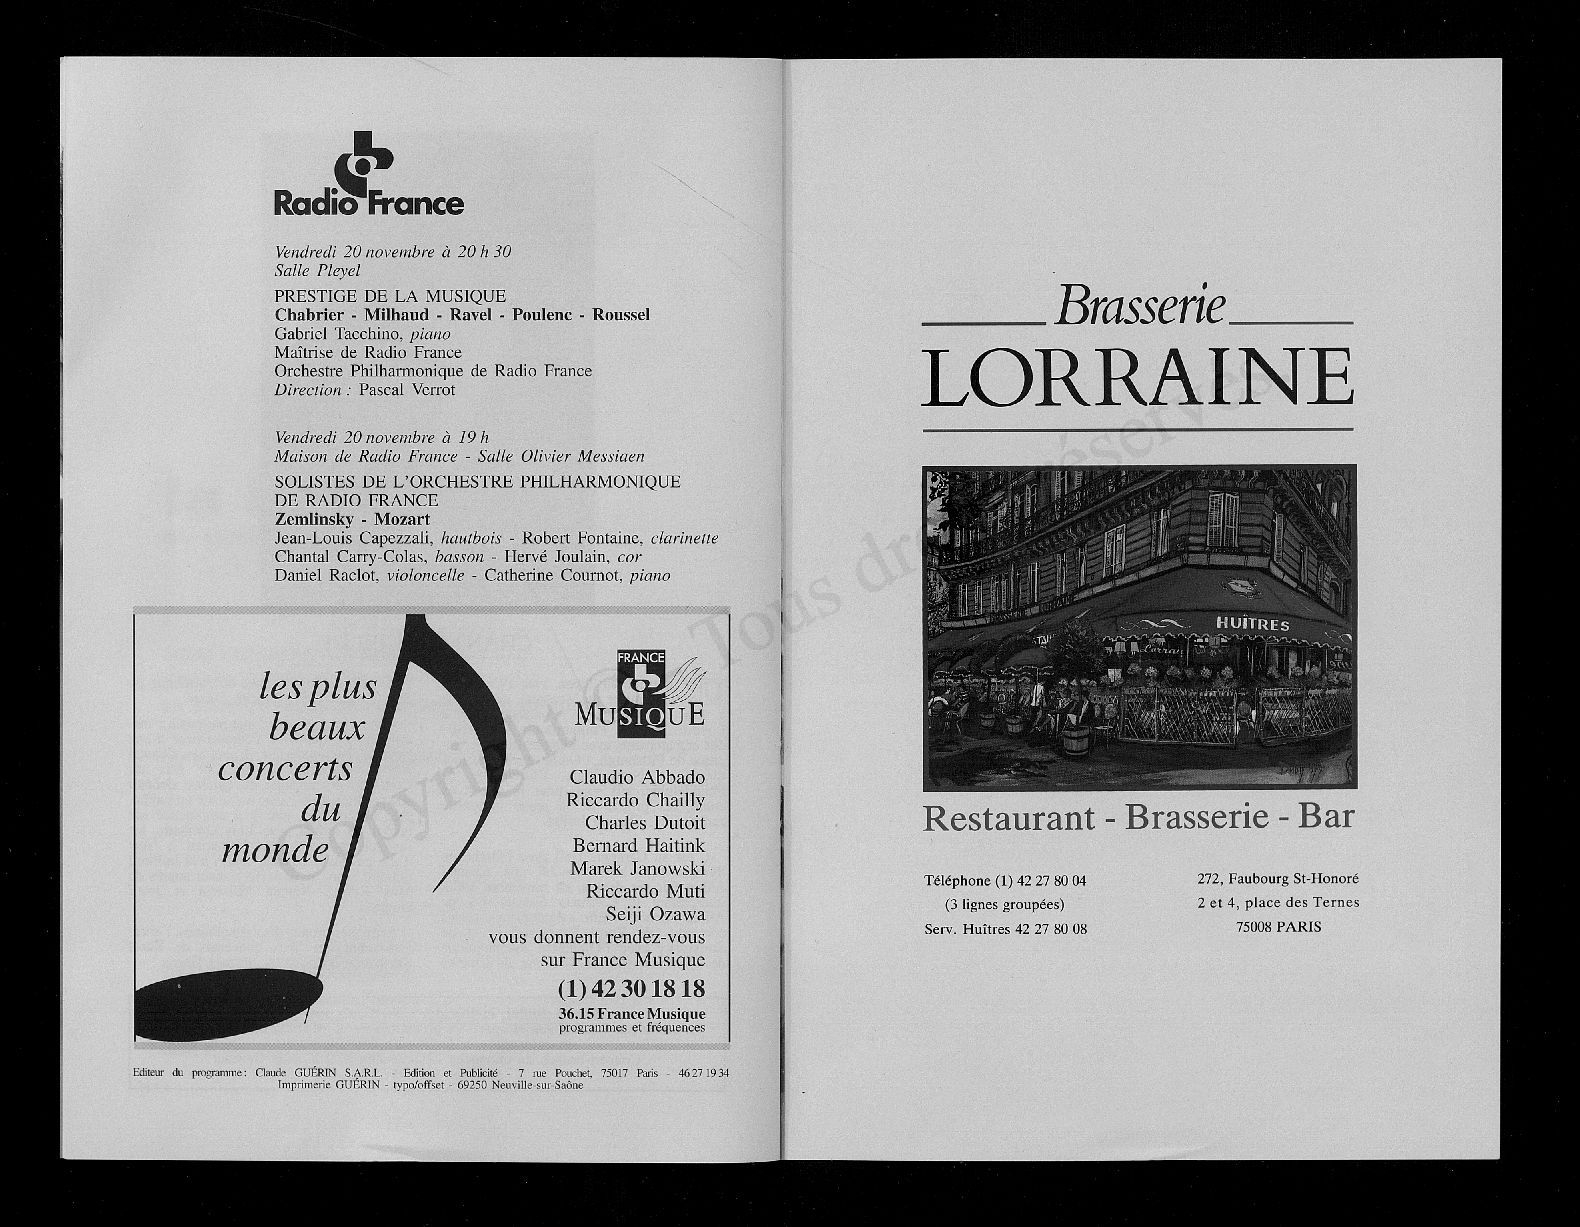 Radio France
Vendredi 20 novembre à 20 h 30
Salle Pleyel
PRESTIGE DE LA MUSIQUE
Chabrier - Milhaud - Ravel - Poulenc - Roussel
Gabriel Tacchino, piano
Maîtrise de Radio France
Orchestre Philharmonique de Radio France
Direction : Pascal Verrot
Vendredi 20 novembre à 19 h
Maison de Radio France - Salle Olivier Messiaen
SOLISTES DE L'ORCHESTRE PHILHARMONIQUE
DE RADIO FRANCE
Zemlinsky - Mozart
Jean-Louis Capezzali, hautbois - Robert Fontaine, clarinette
Chantal Carry-Colas, basson - Hervé Joulain, cor
Daniel Raclot, violoncelle - Catherine Cournot, piano
les plus
beaux
concerts
du
monde
FRANCE
MUSIQUE
Claudio Abbado
Riccardo Chailly
Charles Dutoit
Bernard Haitink
Marek Janowski
Riccardo Muti
Seiji Ozawa
vous donnent rendez-vous
sur France Musique
(1) 42 30 18 18
36.15 France Musique
programmes et fréquences
Editeur du programme : Claude GUÉRIN S.A.R.L. - Edition et Publicité - 7 rue Pouchet, 75017 Paris - 46 27 19 34
Imprimerie GUÉRIN - typo/offset - 69250 Neuville-sur-Saône
Brasserie
LORRAINE
HUÎTRES
Lorraine
Restaurant - Brasserie - Bar
Téléphone (1) 42 27 80 04
(3 lignes groupées)
Serv. Huîtres 42 27 80 08
272, Faubourg St-Honoré
2 et 4, place des Ternes
75008 PARIS
Copyright © - Tous droits réservés